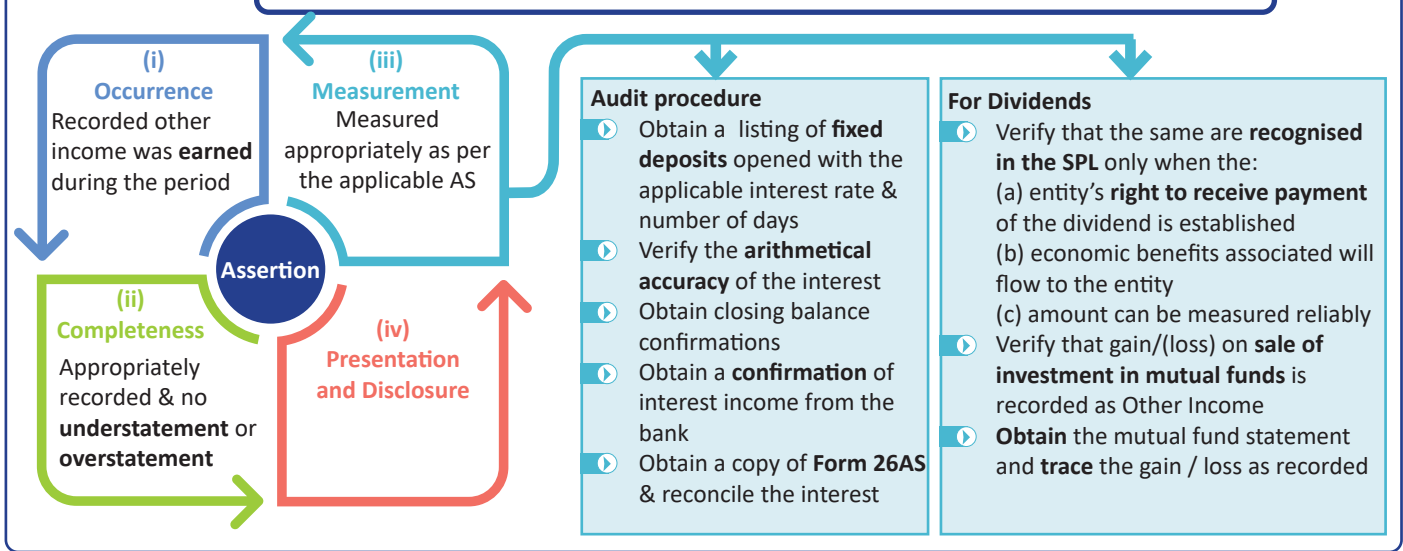 (i)
Occurrence
Recorded other
income was earned
during the period
(iii)
Measurement
Measured
appropriately as per
the applicable AS
Assertion
(ii)
Completeness
Appropriately
recorded & no
understatement or
overstatement
(iv)
Presentation
and Disclosure
Audit procedure
Obtain a listing of fixed
deposits opened with the
applicable interest rate &
number of days
Verify the arithmetical
accuracy of the interest
Obtain closing balance
confirmations
Obtain a confirmation of
interest income from the
bank
Obtain a copy of Form 26AS
& reconcile the interest
For Dividends
Verify that the same are recognised
in the SPL only when the:
(a) entity's right to receive payment
of the dividend is established
(b) economic benefits associated will
flow to the entity
(c) amount can be measured reliably
Verify that gain/(loss) on sale of
investment in mutual funds is
recorded as Other Income
Obtain the mutual fund statement
and trace the gain / loss as recorded